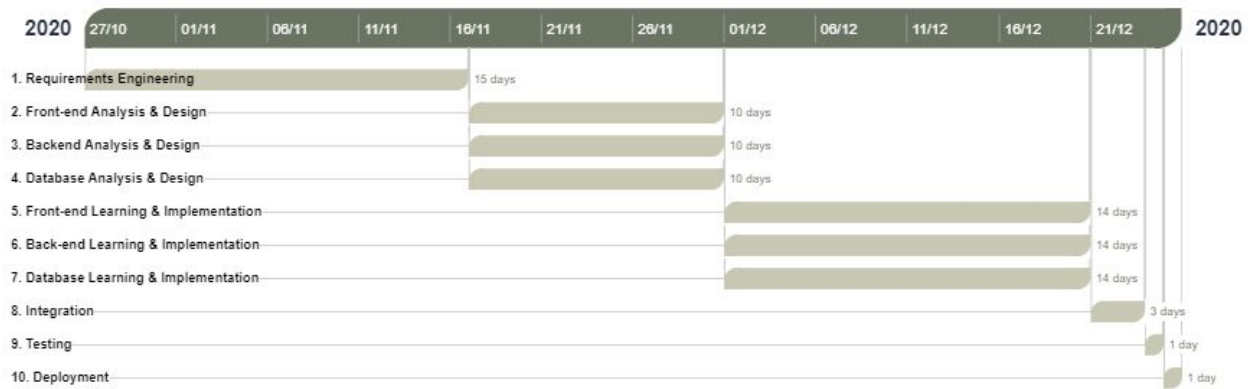 2020 27/10 01/11 06/11 11/11 16/11 21/11 26/11 01/12 06/12 11/12 16/12 21/12 2020
1. Requirements Engineering 15 days
2. Front-end Analysis & Design 10 days
3. Backend Analysis & Design 10 days
4. Database Analysis & Design 10 days
5. Front-end Learning & Implementation 14 days
6. Back-end Learning & Implementation 14 days
7. Database Learning & Implementation 14 days
8. Integration 3 days
9. Testing 1 day
10. Deployment 1 day